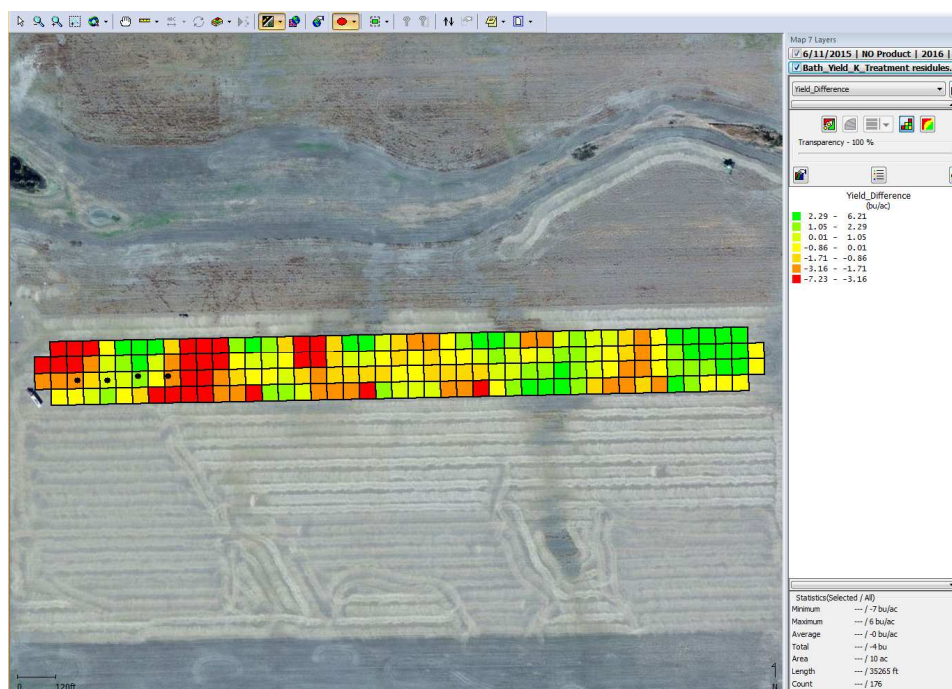 Map 7 Layers
6/11/2015 | NO Product | 2016 |
Bath_Yield_K_Treatment residules.
Yield_Difference
Transparency - 100 %
Yield_Difference
(bu/ac)
2.29 - 6.21
1.05 - 2.29
0.01 - 1.05
-0.86 - 0.01
-1.71 - -0.86
-3.16 - -1.71
-7.23 - -3.16
Statistics(Selected / All)
Minimum --- / -7 bu/ac
Maximum --- / 6 bu/ac
Average --- / -0 bu/ac
Total --- / -4 bu
Area --- / 10 ac
Length --- / 35265 ft
Count --- / 176
0 120ft
N